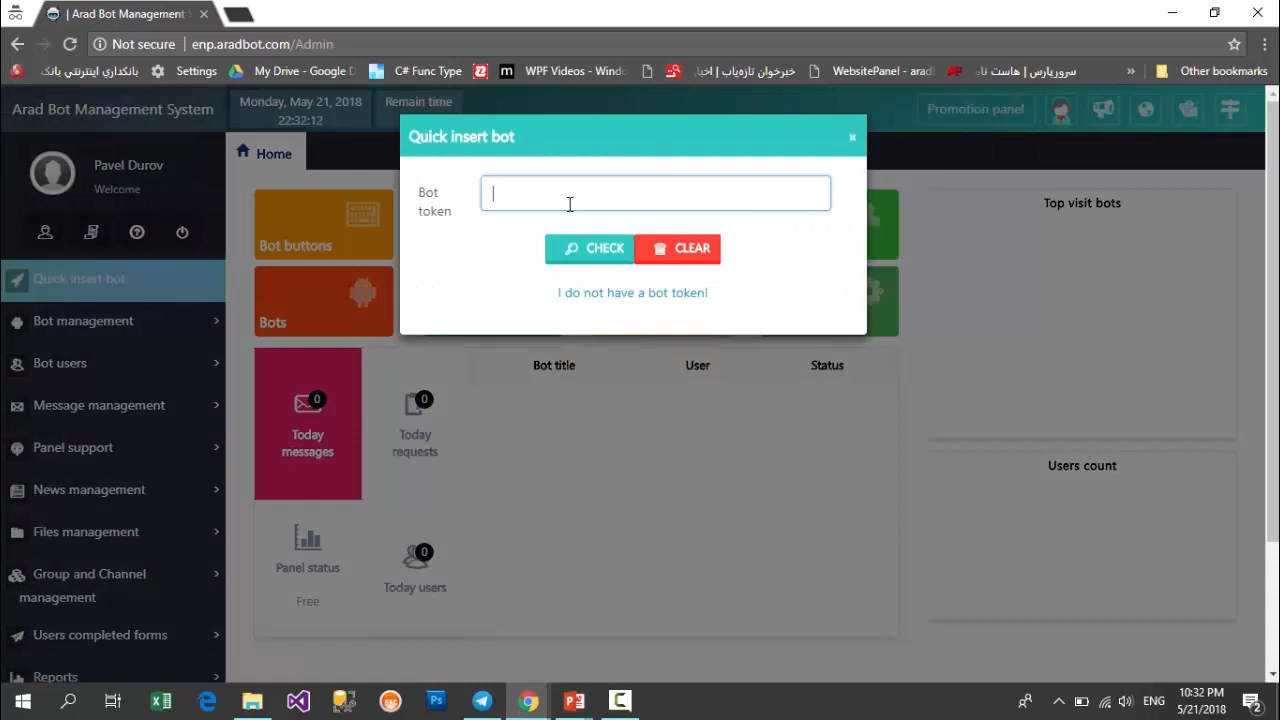 | Arad Bot Management S
Not secure | enp.aradbot.com/Admin
بانکداری اینترنتی بانک
Settings
My Drive - Google D
C# Func Type
WPF Videos - Windo
خبرخوان تازه‌یاب | اخبا
WebsitePanel - arad
سرورپارس | هاست نام
»
Other bookmarks
Arad Bot Management System
Monday, May 21, 2018
22:32:12
Remain time
Promotion panel
Pavel Durov
Welcome
Home
Quick insert bot
Bot management
Bot users
Message management
Panel support
News management
Files management
Group and Channel
management
Users completed forms
Reports
Quick insert bot
×
Bot
token
CHECK
CLEAR
I do not have a bot token!
Bot buttons
Bots
Top visit bots
Bot title
User
Status
0
Today
messages
0
Today
requests
Users count
Panel status
Free
0
Today users
ENG
10:32 PM
5/21/2018
2